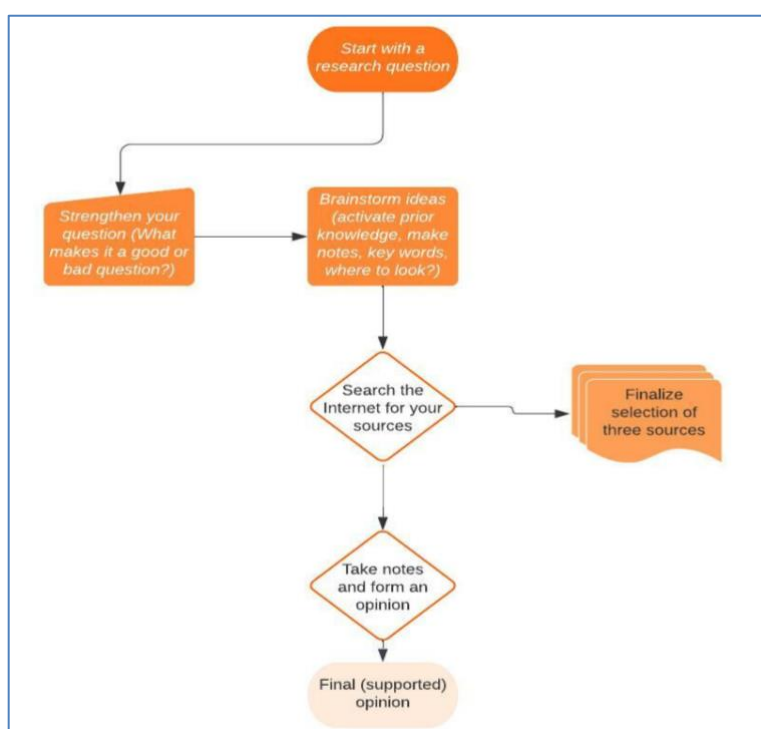 Start with a
research question
Strengthen your
question (What
makes it a good or
bad question?)
Brainstorm ideas
(activate prior
knowledge, make
notes, key words,
where to look?)
Search the
Internet for your
sources
Finalize
selection of
three sources
Take notes
and form an
opinion
Final (supported)
opinion